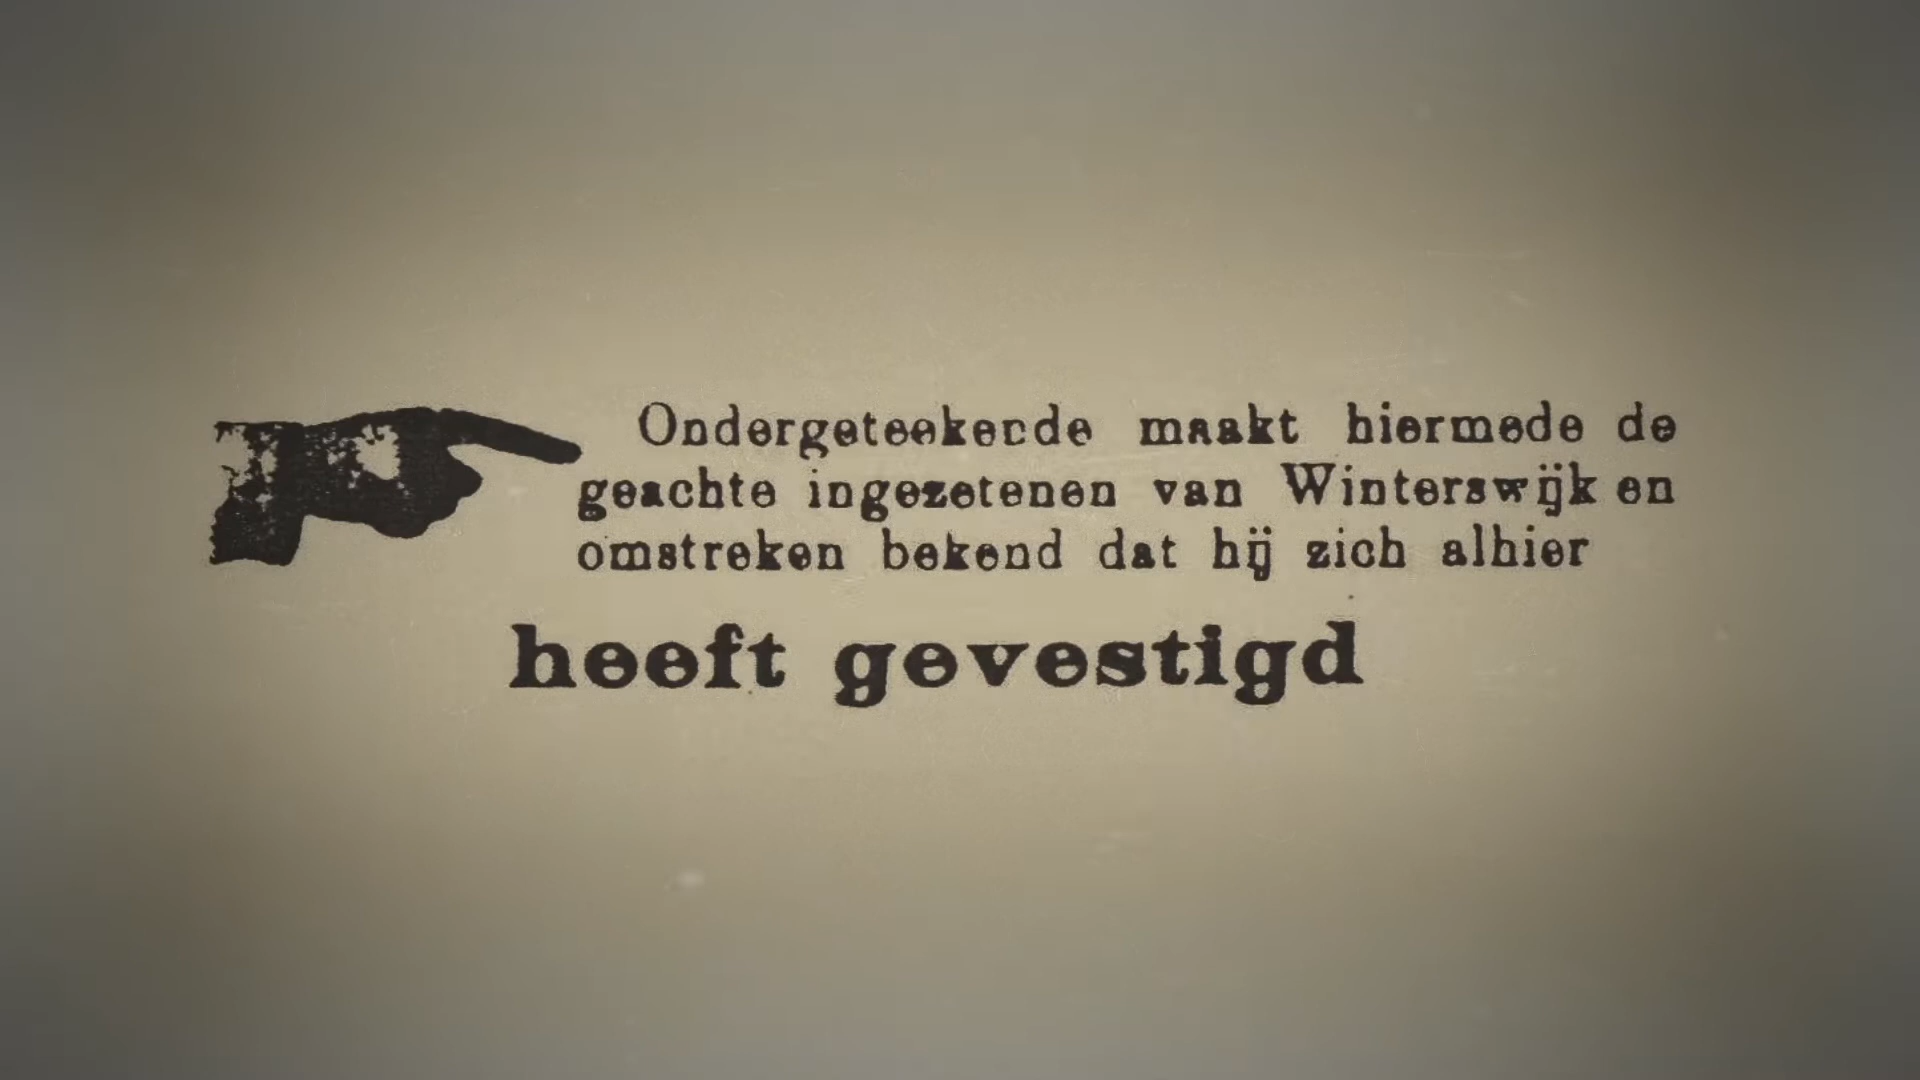 Ondergeteekende maakt hiermede de
geachte ingezetenen van Winterswijk en
omstreken bekend dat hij zich alhier
heeft gevestigd